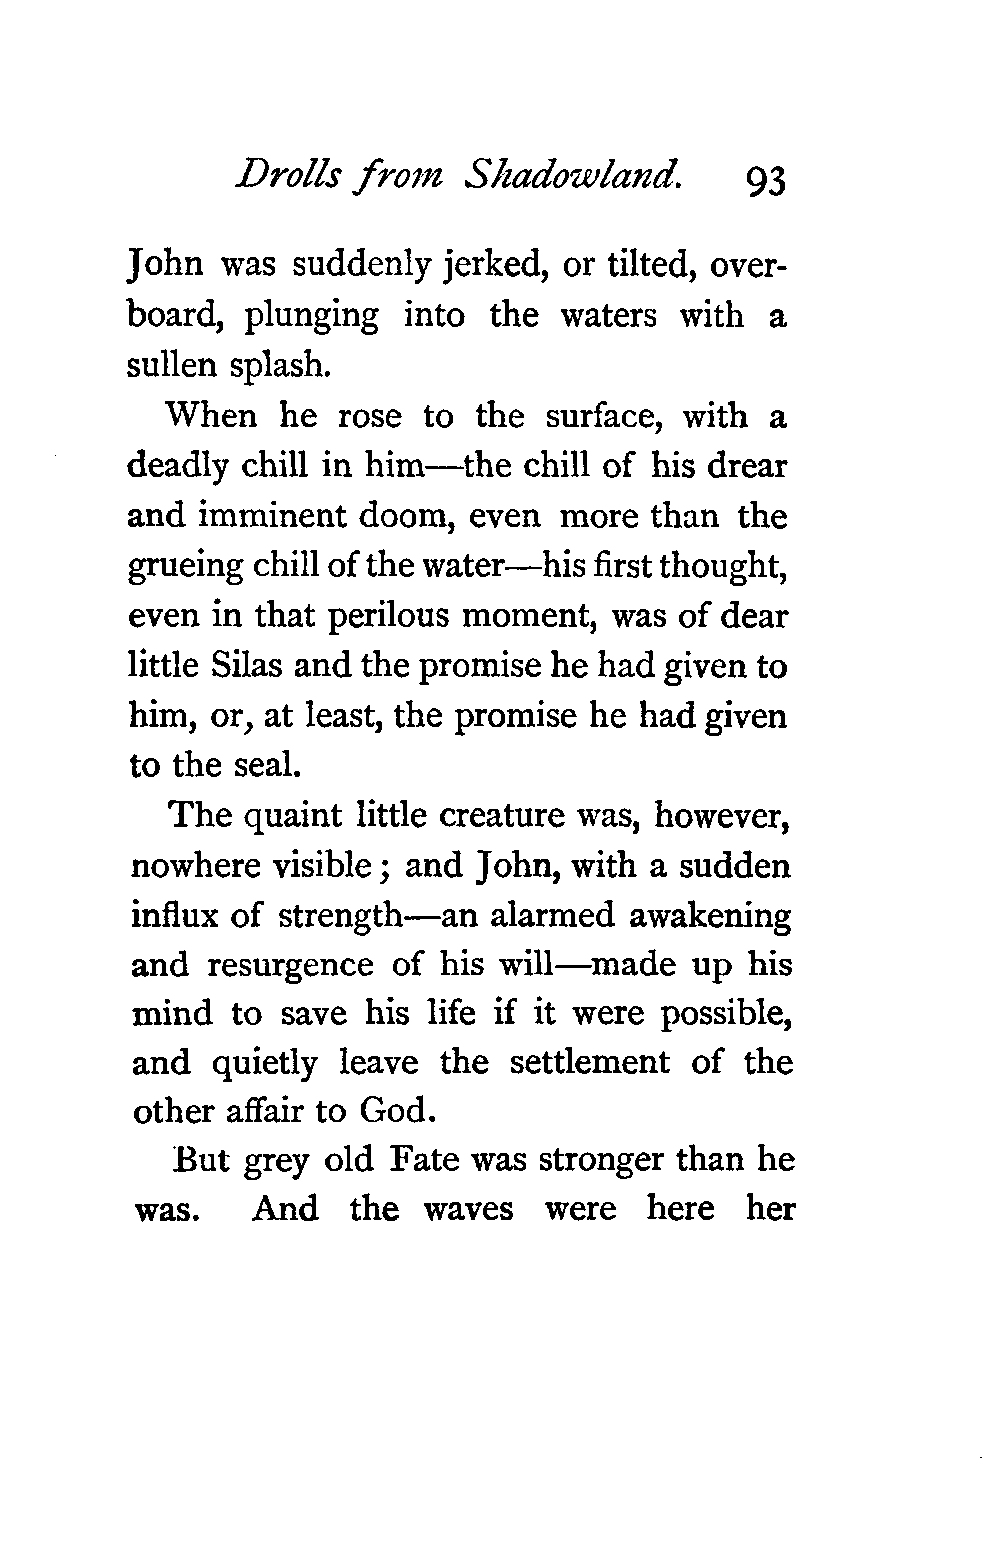 Drolls from Shadowland. 93
John was suddenly jerked, or tilted, over-
board, plunging into the waters with a
sullen splash.
When he rose to the surface, with a
deadly chill in him—the chill of his drear
and imminent doom, even more than the
grueing chill of the water—his first thought,
even in that perilous moment, was of dear
little Silas and the promise he had given to
him, or, at least, the promise he had given
to the seal.
The quaint little creature was, however,
nowhere visible; and John, with a sudden
influx of strength—an alarmed awakening
and resurgence of his will—made up his
mind to save his life if it were possible,
and quietly leave the settlement of the
other affair to God.
But grey old Fate was stronger than he
was. And the waves were here her